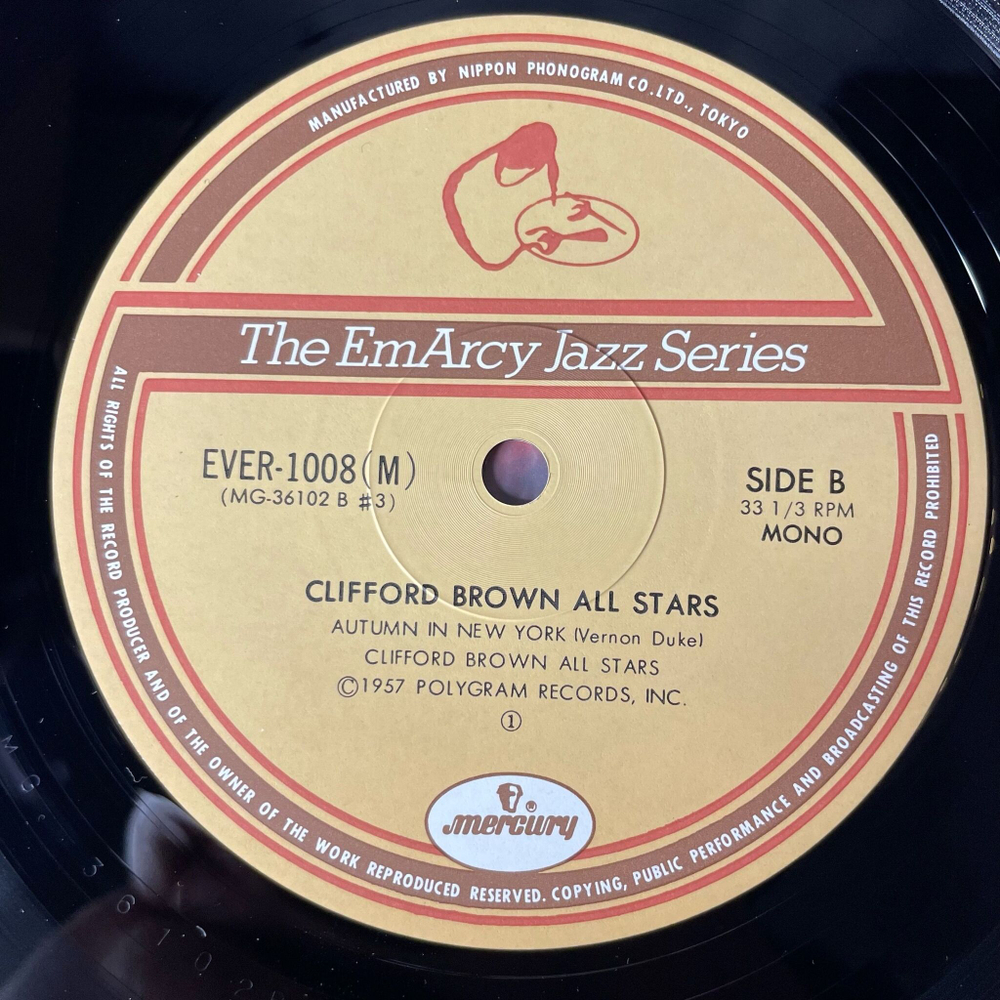 MANUFACTURED BY NIPPON PHONOGRAM CO. LTD., TOKYO
The EmArcy Jazz Series
EVER-1008(M)
(MG-36102 B #3)
SIDE B
33 1/3 RPM
MONO
CLIFFORD BROWN ALL STARS
AUTUMN IN NEW YORK (Vernon Duke)
CLIFFORD BROWN ALL STARS
©1957 POLYGRAM RECORDS, INC.
①
mercury
ALL RIGHTS OF THE RECORD PRODUCER AND OF THE OWNER OF THE WORK REPRODUCED RESERVED. COPYING, PUBLIC PERFORMANCE AND BROADCASTING OF THIS RECORD PROHIBITED